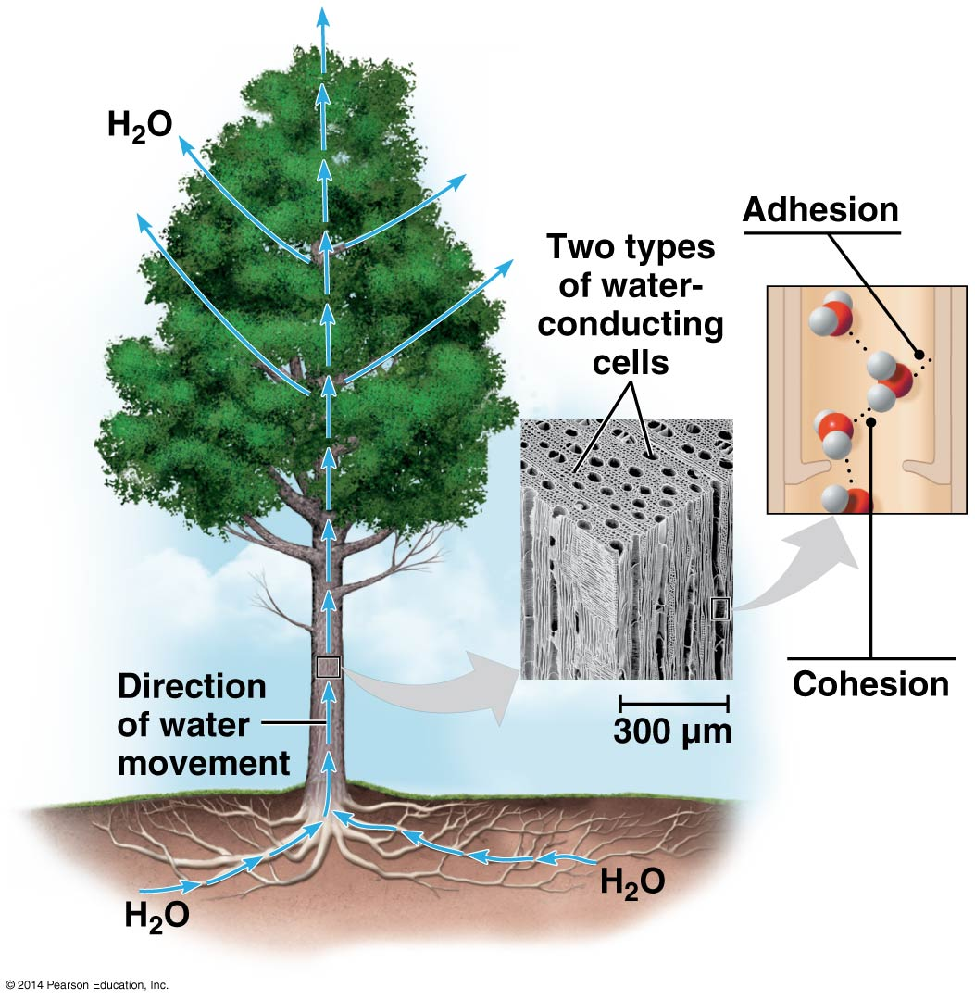 H₂O
Adhesion
Two types
of water-
conducting
cells
Cohesion
300 µm
Direction
of water
movement
H₂O
H₂O
© 2014 Pearson Education, Inc.